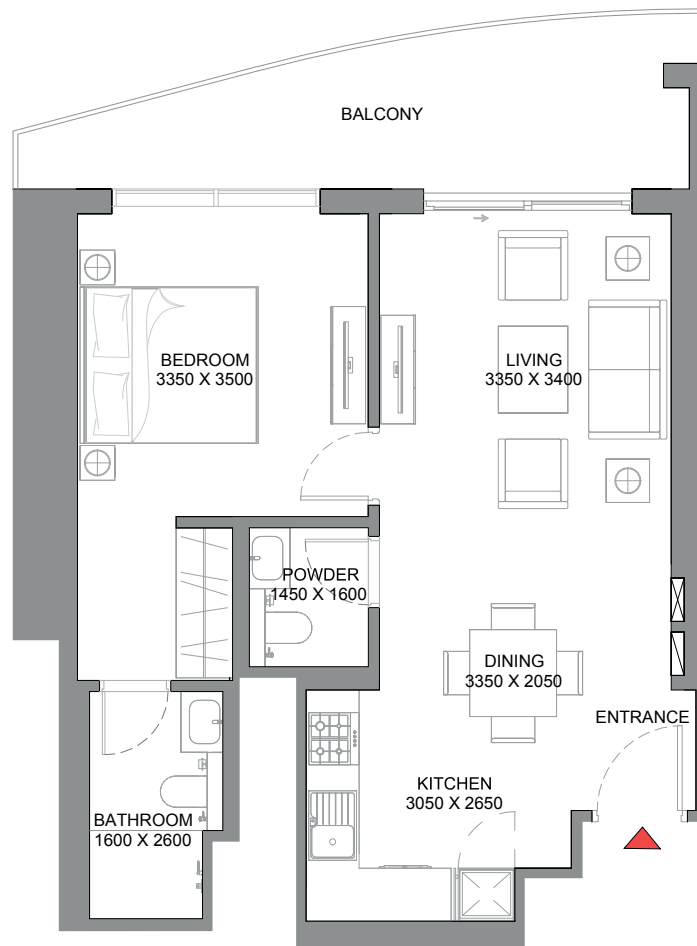 BALCONY
BEDROOM
3350 X 3500
LIVING
3350 X 3400
POWDER
1450 X 1600
DINING
3350 X 2050
ENTRANCE
KITCHEN
3050 X 2650
BATHROOM
1600 X 2600